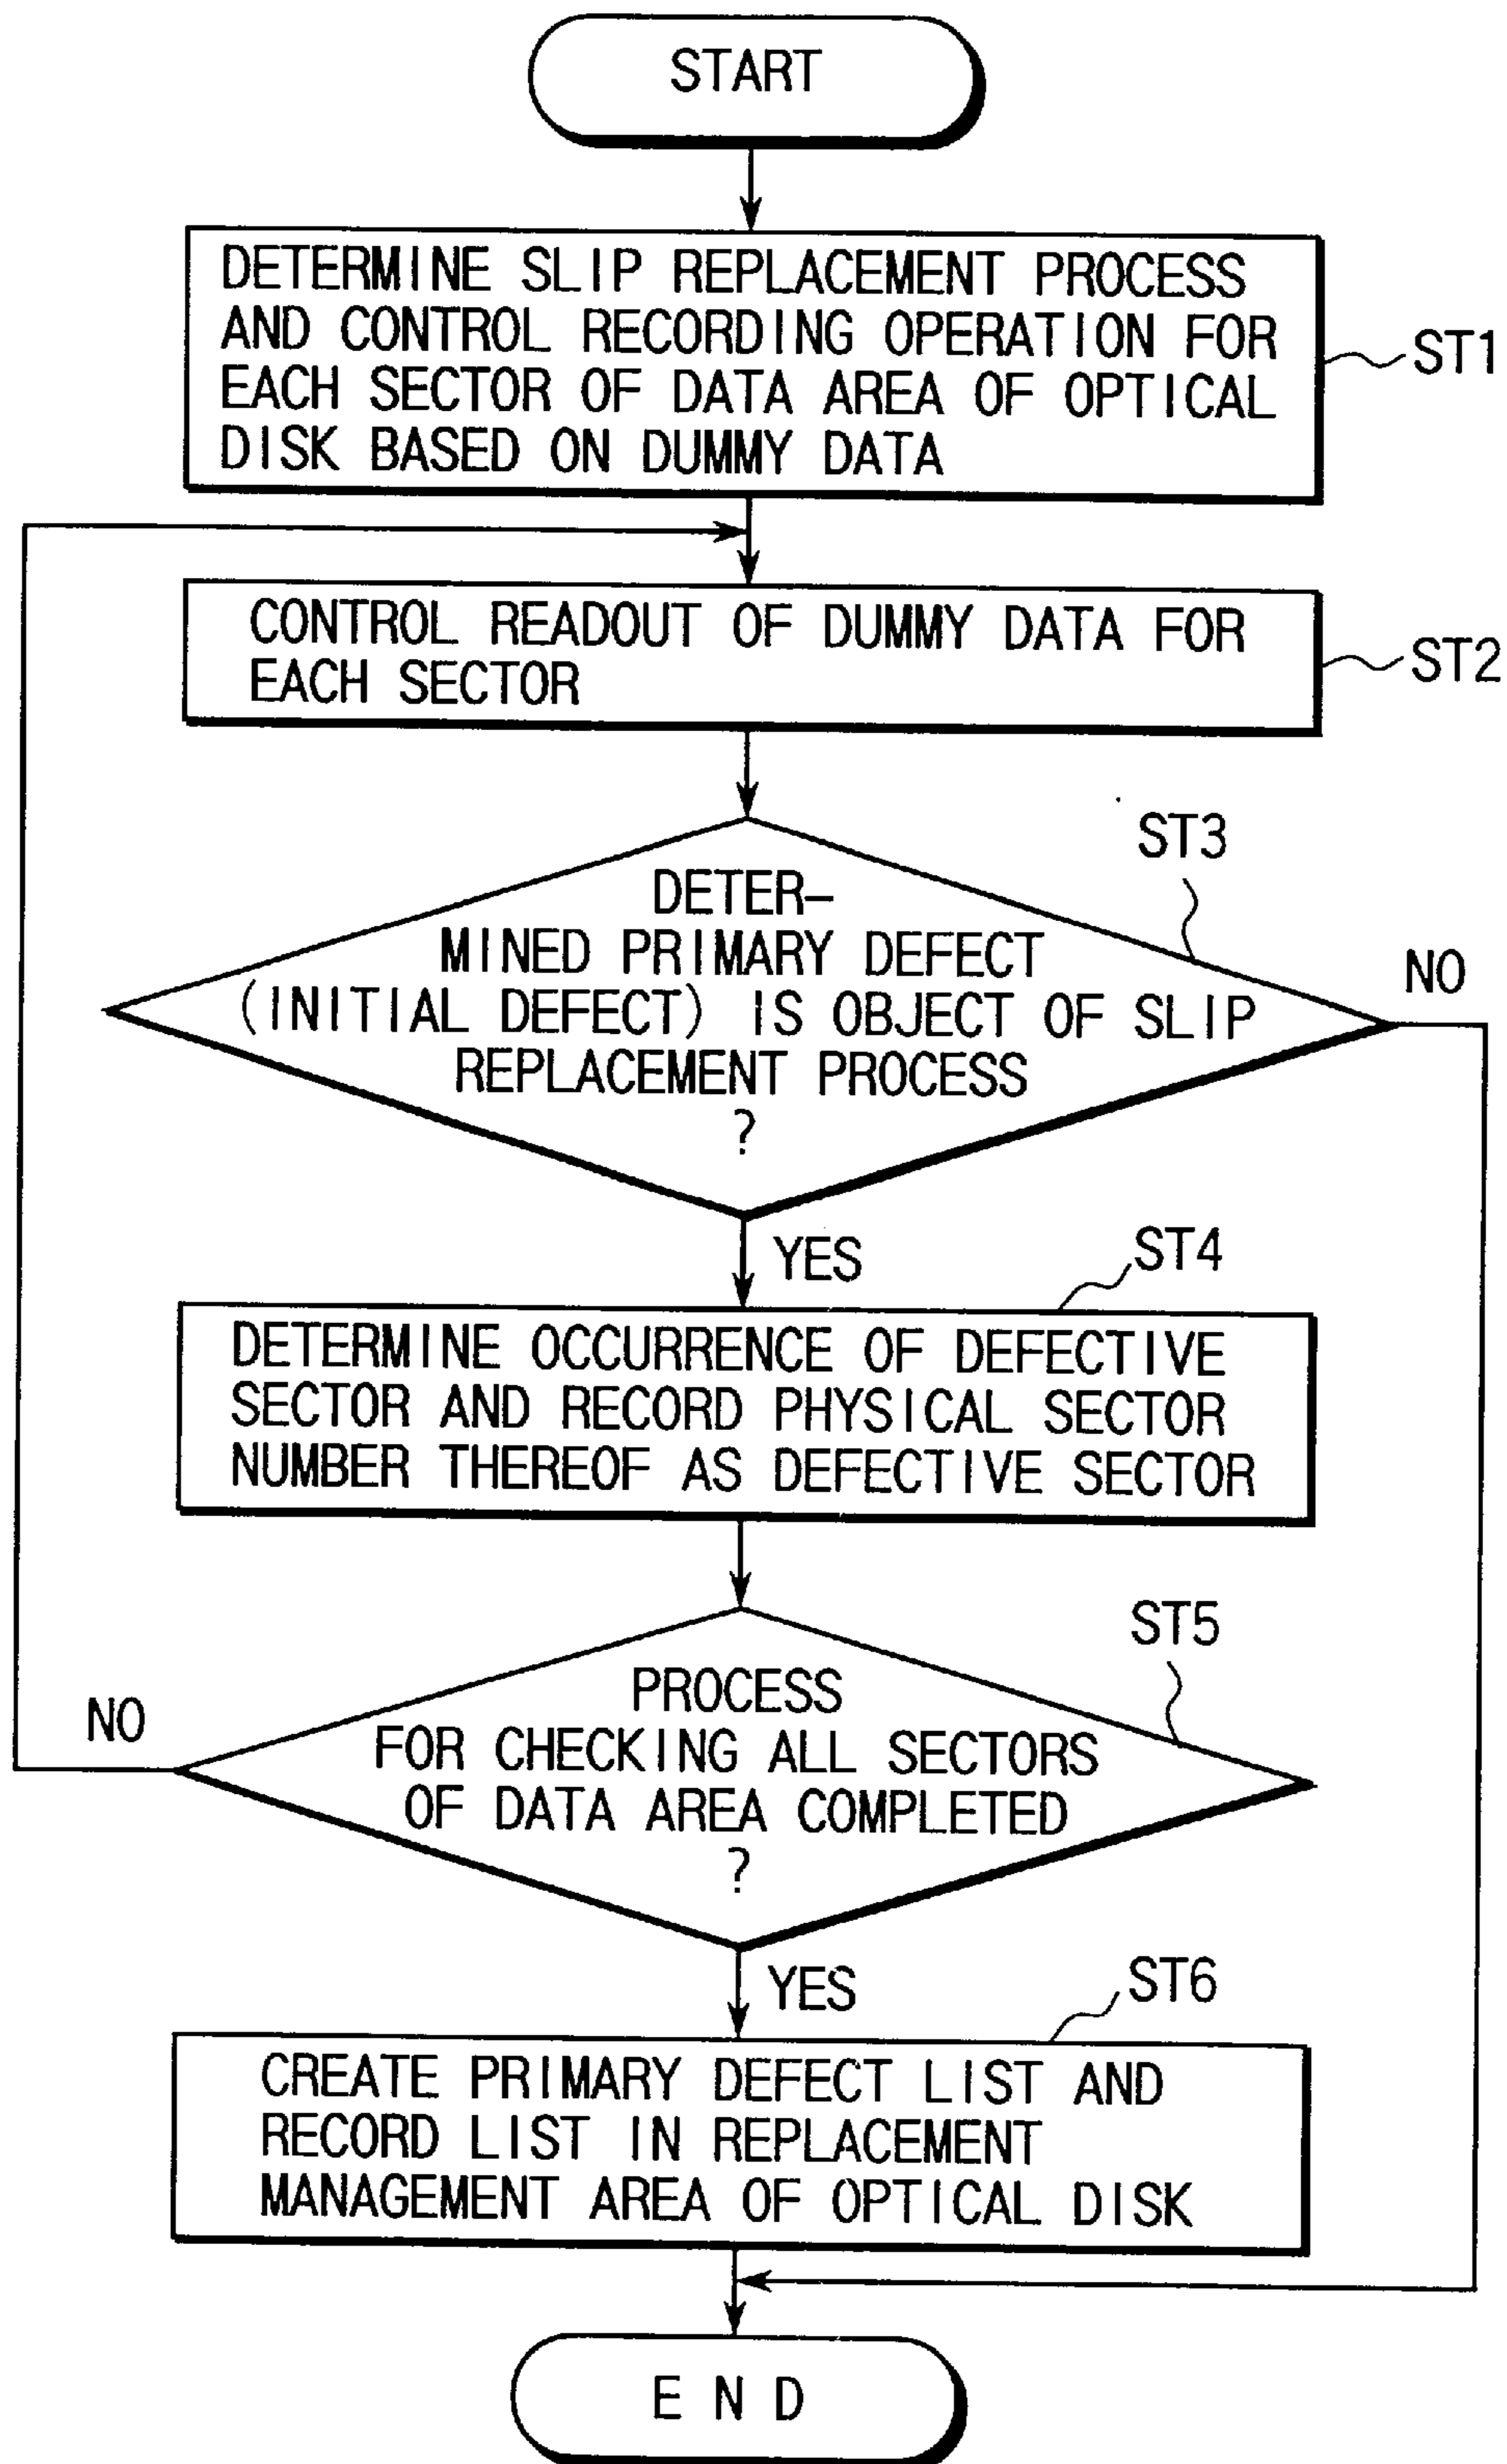 START
DETERMINE SLIP REPLACEMENT PROCESS
AND CONTROL RECORDING OPERATION FOR
EACH SECTOR OF DATA AREA OF OPTICAL
DISK BASED ON DUMMY DATA
ST1
CONTROL READOUT OF DUMMY DATA FOR
EACH SECTOR
ST2
ST3
DETER-
MINED PRIMARY DEFECT
(INITIAL DEFECT) IS OBJECT OF SLIP
REPLACEMENT PROCESS
?
NO
YES
ST4
DETERMINE OCCURRENCE OF DEFECTIVE
SECTOR AND RECORD PHYSICAL SECTOR
NUMBER THEREOF AS DEFECTIVE SECTOR
ST5
PROCESS
FOR CHECKING ALL SECTORS
OF DATA AREA COMPLETED
?
NO
YES
ST6
CREATE PRIMARY DEFECT LIST AND
RECORD LIST IN REPLACEMENT
MANAGEMENT AREA OF OPTICAL DISK
END